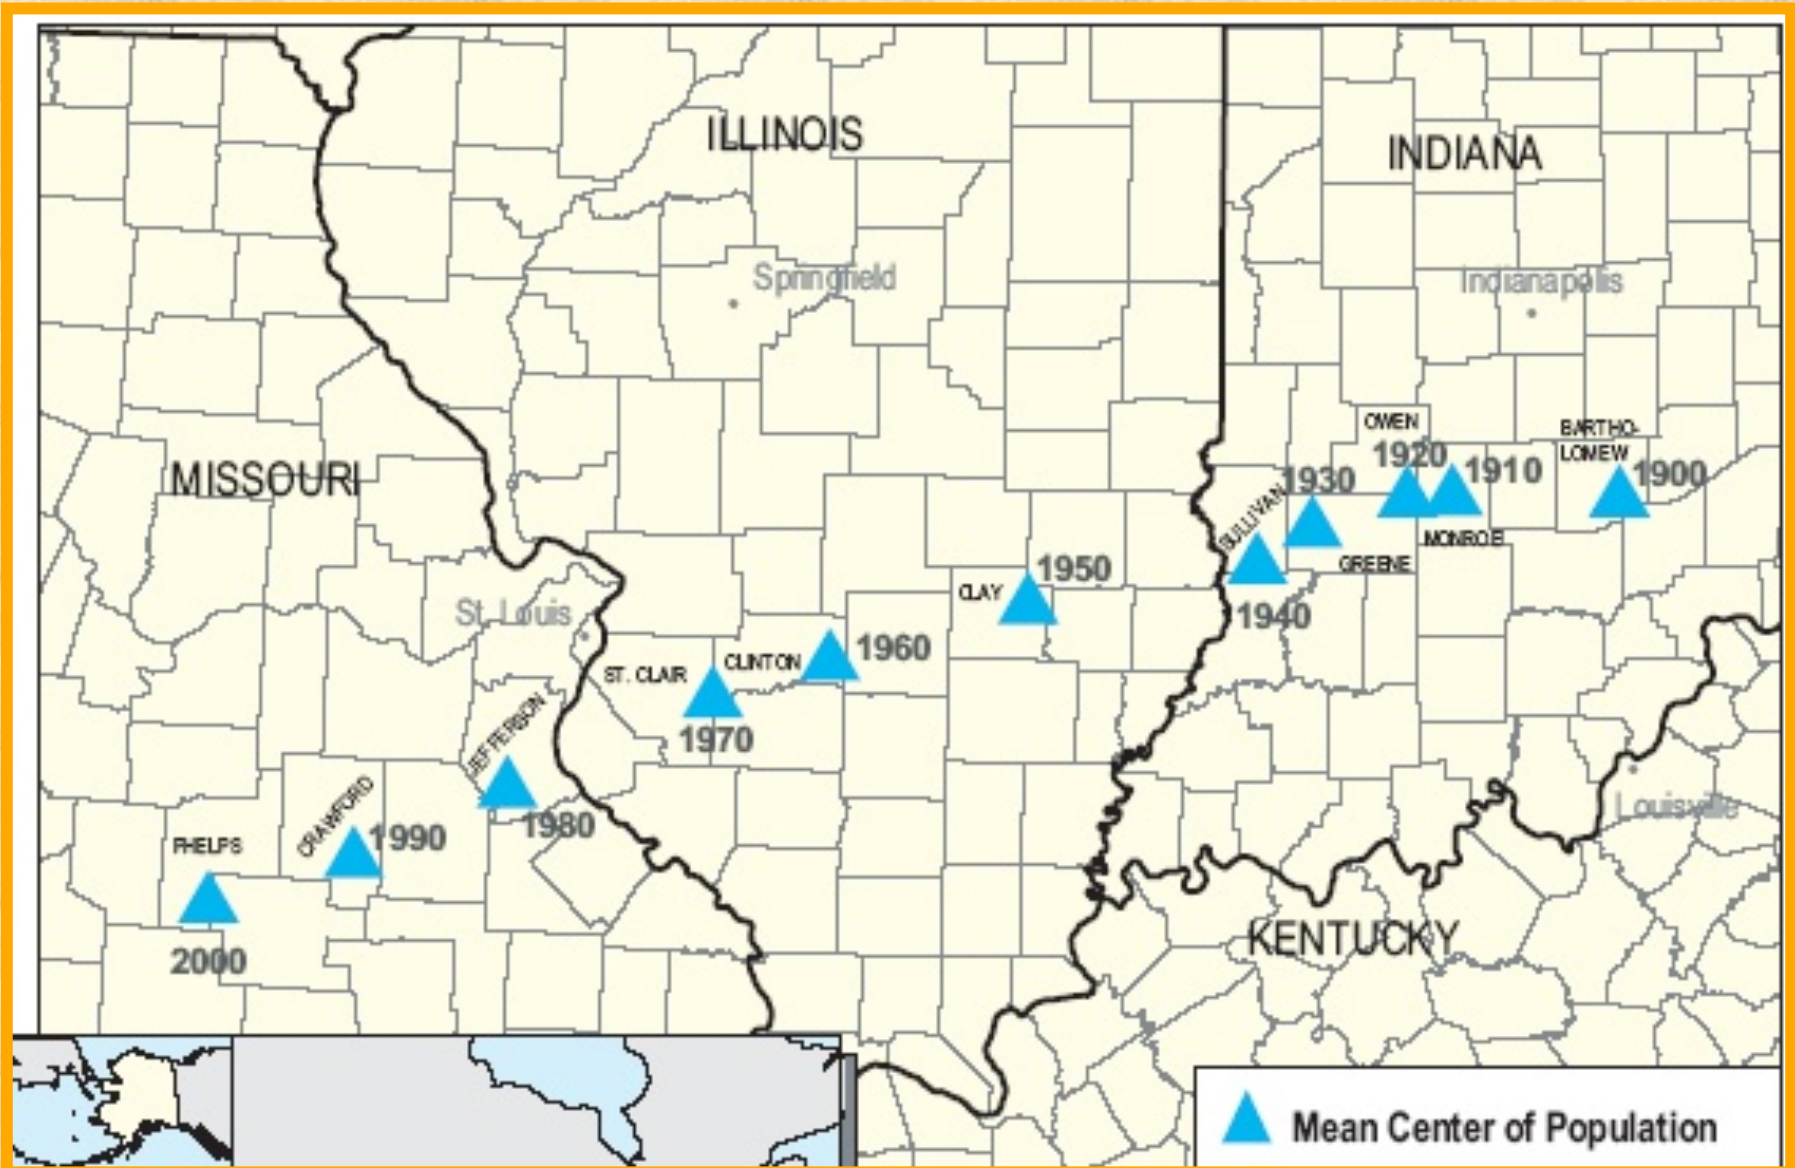 ILLINOIS
INDIANA
Springfield
Indianapolis
OWEN
BARTHO-
LOMEW
1920
1910
1900
1930
MISSOURI
SULLIVAN
MONROE
GREENE
1950
CLAY
1940
St. Louis
1960
CLINTON
ST. CLAIR
1970
JEFFERSON
1980
CRAWFORD
1990
Louisville
PHELPS
2000
KENTUCKY
Mean Center of Population